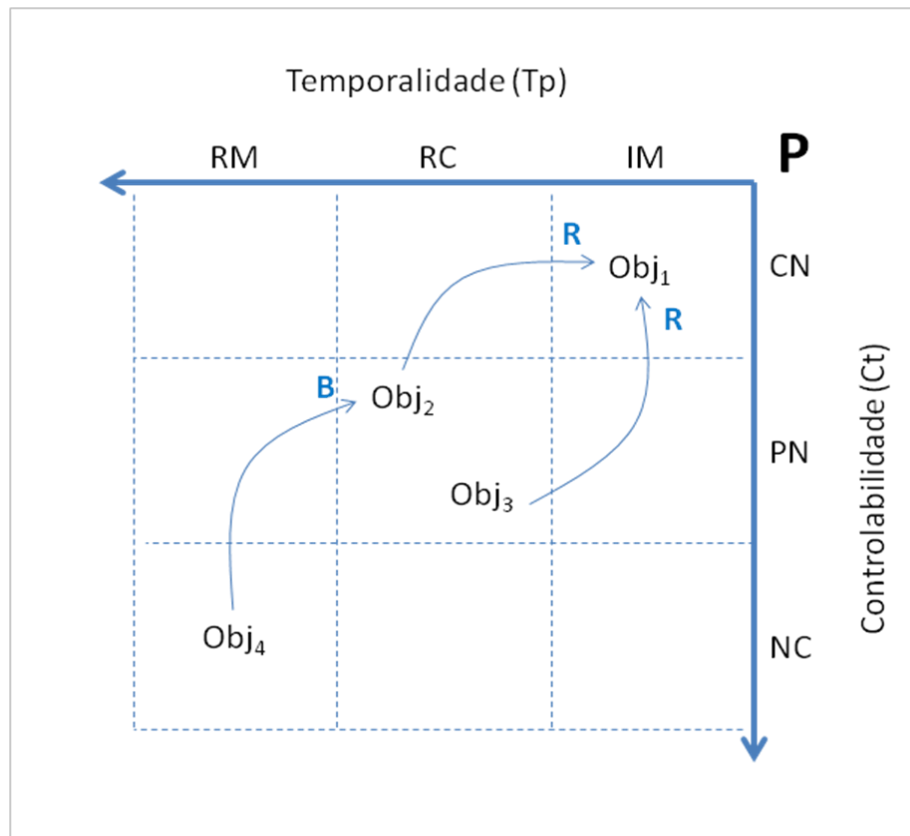 Temporalidade (Tp)
RM RC IM P
R
Obj₁ CN
R
B
Obj₂
Controlabilidade (Ct)
PN
Obj₃
Obj₄ NC